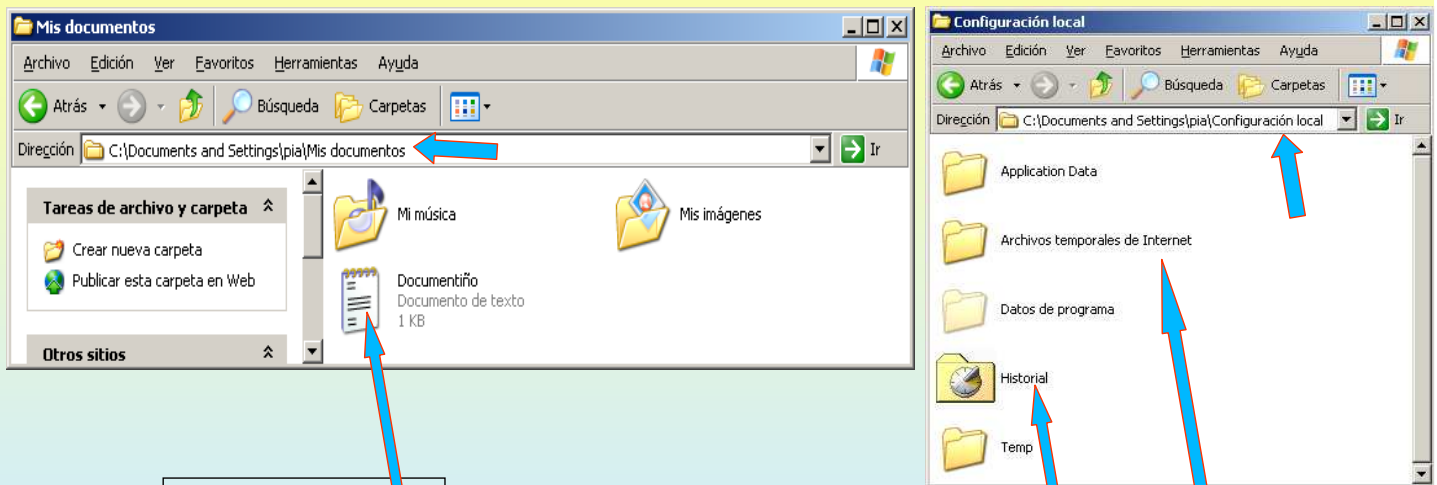 Mis documentos
Archivo Edición Ver Favoritos Herramientas Ayuda
Atrás Búsqueda Carpetas
Dirección C:\Documents and Settings\pia\Mis documentos Ir
Tareas de archivo y carpeta
Crear nueva carpeta
Publicar esta carpeta en Web
Otros sitios
Mi música
Mis imágenes
Documentiño
Documento de texto
1 KB
Configuración local
Archivo Edición Ver Favoritos Herramientas Ayuda
Atrás Búsqueda Carpetas
Dirección C:\Documents and Settings\pia\Configuración local Ir
Application Data
Archivos temporales de Internet
Datos de programa
Historial
Temp